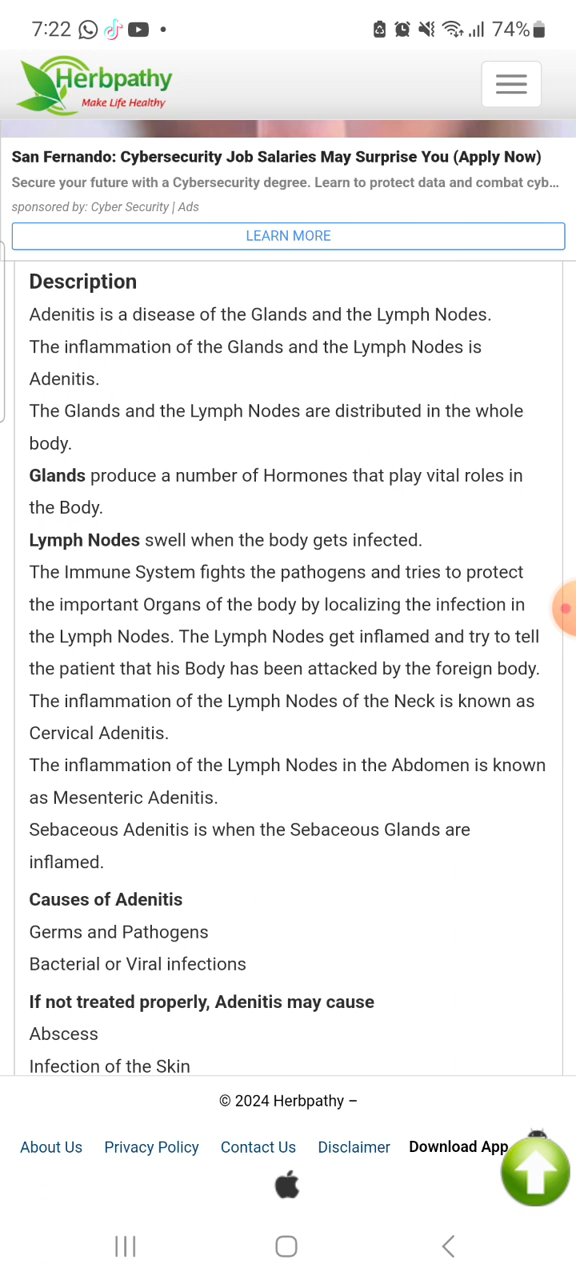 7:22
74%
Herbpathy
Make Life Healthy
San Fernando: Cybersecurity Job Salaries May Surprise You (Apply Now)
Secure your future with a Cybersecurity degree. Learn to protect data and combat cyb...
sponsored by: Cyber Security | Ads
LEARN MORE
Description
Adenitis is a disease of the Glands and the Lymph Nodes.
The inflammation of the Glands and the Lymph Nodes is
Adenitis.
The Glands and the Lymph Nodes are distributed in the whole
body.
Glands produce a number of Hormones that play vital roles in
the Body.
Lymph Nodes swell when the body gets infected.
The Immune System fights the pathogens and tries to protect
the important Organs of the body by localizing the infection in
the Lymph Nodes. The Lymph Nodes get inflamed and try to tell
the patient that his Body has been attacked by the foreign body.
The inflammation of the Lymph Nodes of the Neck is known as
Cervical Adenitis.
The inflammation of the Lymph Nodes in the Abdomen is known
as Mesenteric Adenitis.
Sebaceous Adenitis is when the Sebaceous Glands are
inflamed.
Causes of Adenitis
Germs and Pathogens
Bacterial or Viral infections
If not treated properly, Adenitis may cause
Abscess
Infection of the Skin
© 2024 Herbpathy –
About Us Privacy Policy Contact Us Disclaimer Download App